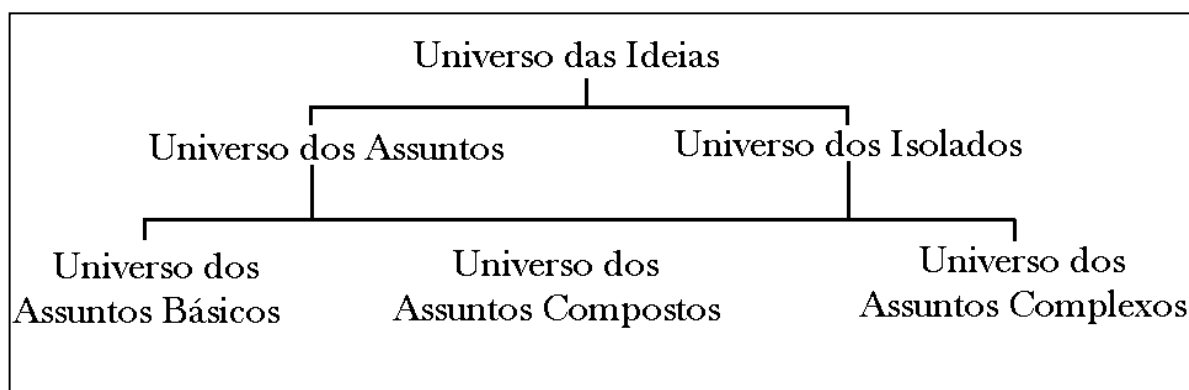 Universo das Ideias
Universo dos Assuntos
Universo dos Isolados
Universo dos
Assuntos Básicos
Universo dos
Assuntos Compostos
Universo dos
Assuntos Complexos